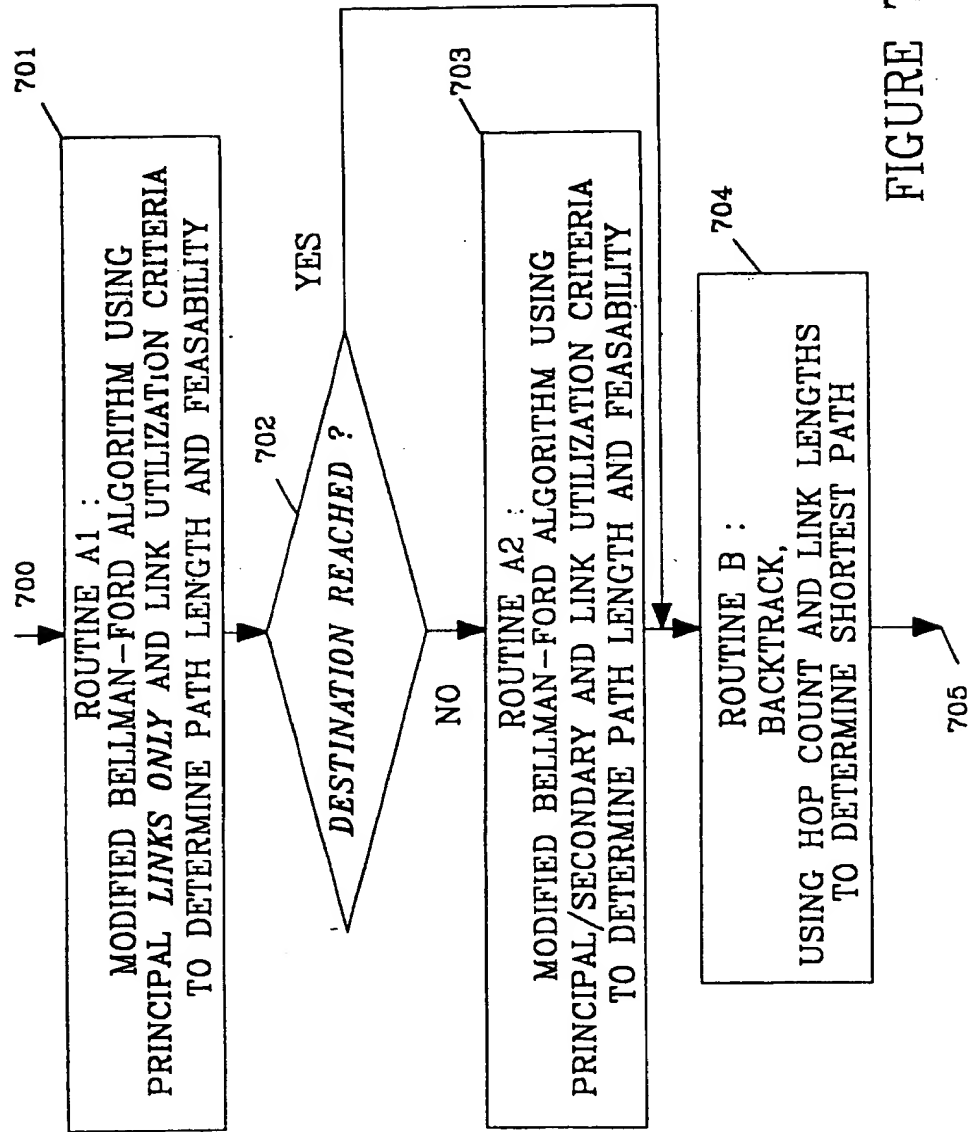 700
701
ROUTINE A1 :
MODIFIED BELLMAN-FORD ALGORITHM USING
PRINCIPAL LINKS ONLY AND LINK UTILIZATION CRITERIA
TO DETERMINE PATH LENGTH AND FEASABILITY
702
DESTINATION REACHED ?
YES
NO
703
ROUTINE A2 :
MODIFIED BELLMAN-FORD ALGORITHM USING
PRINCIPAL/SECONDARY AND LINK UTILIZATION CRITERIA
TO DETERMINE PATH LENGTH AND FEASABILITY
704
ROUTINE B :
BACKTRACK,
USING HOP COUNT AND LINK LENGTHS
TO DETERMINE SHORTEST PATH
705
FIGURE